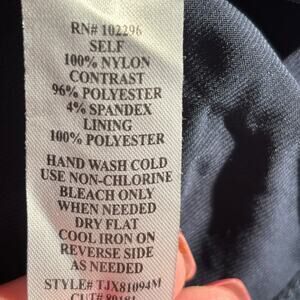 RN# 102296
SELF
100% NYLON
CONTRAST
96% POLYESTER
4% SPANDEX
LINING
100% POLYESTER
HAND WASH COLD
USE NON-CHLORINE
BLEACH ONLY
WHEN NEEDED
DRY FLAT
COOL IRON ON
REVERSE SIDE
AS NEEDED
STYLE# TJX81094M
CUT#